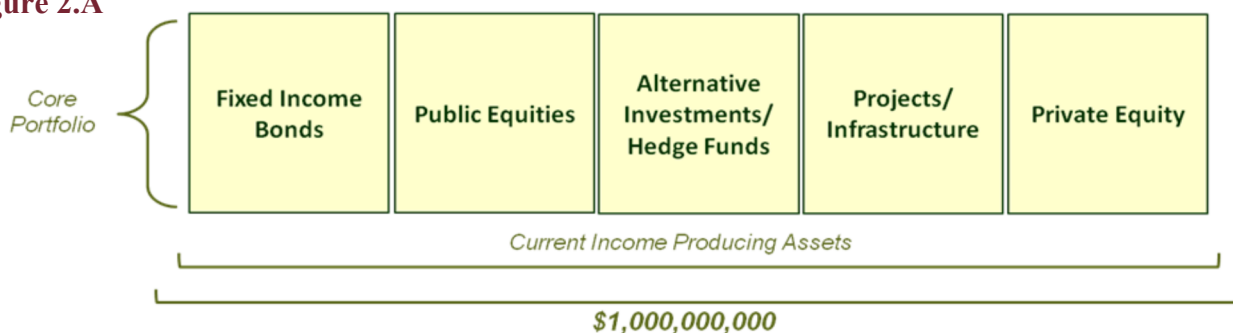 gure 2.A
Core
Portfolio
Fixed Income
Bonds
Public Equities
Alternative
Investments/
Hedge Funds
Projects/
Infrastructure
Private Equity
Current Income Producing Assets
$1,000,000,000